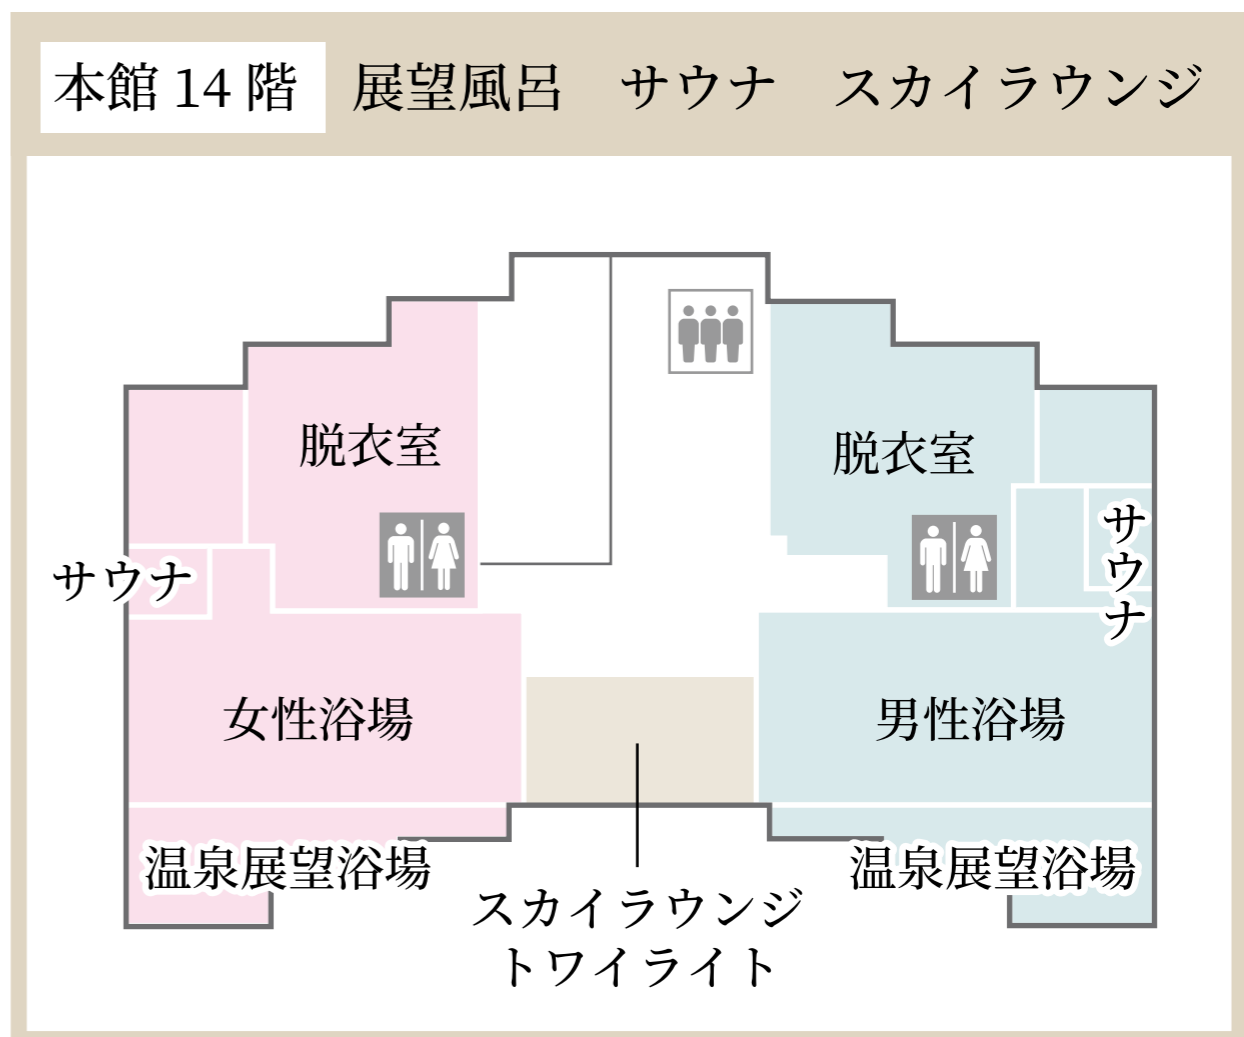 本館 14 階 展望風呂 サウナ スカイラウンジ
脱衣室
脱衣室
サウナ
サウナ
女性浴場
男性浴場
温泉展望浴場
温泉展望浴場
スカイラウンジ
トワイライト